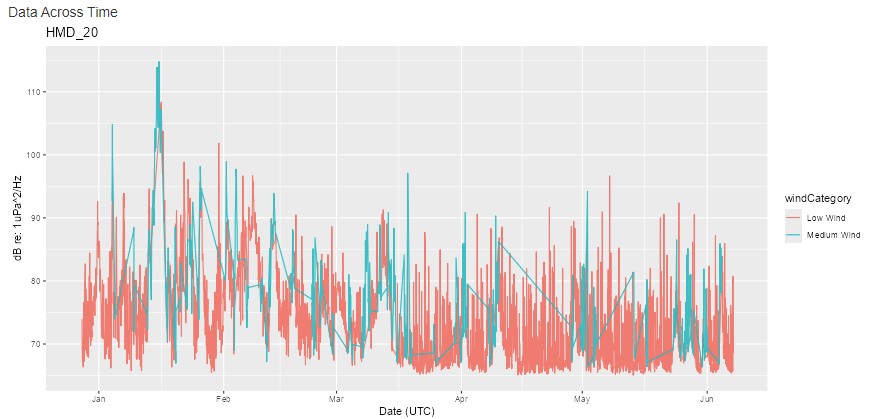 Data Across Time
HMD_20
dB re: 1uPa^2/Hz
110
100
90
80
70
Jan Feb Mar Apr May Jun
Date (UTC)
windCategory
Low Wind
Medum Wind